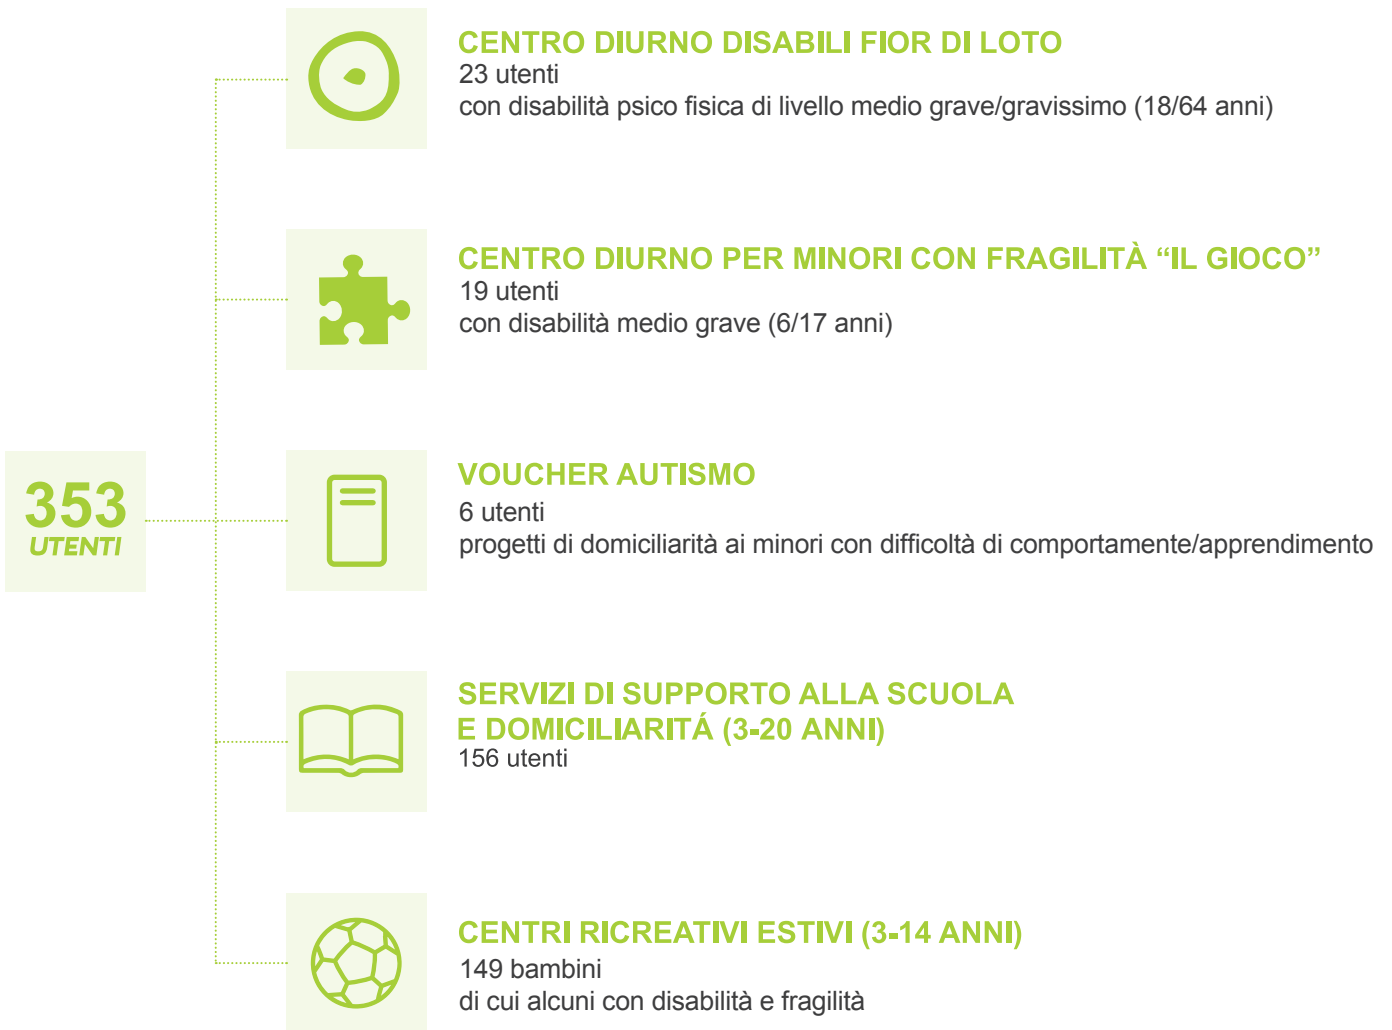 CENTRO DIURNO DISABILI FIOR DI LOTO
23 utenti
con disabilità psico fisica di livello medio grave/gravissimo (18/64 anni)
CENTRO DIURNO PER MINORI CON FRAGILITÀ “IL GIOCO”
19 utenti
con disabilità medio grave (6/17 anni)
353
UTENTI
VOUCHER AUTISMO
6 utenti
progetti di domiciliarità ai minori con difficoltà di comportamente/apprendimento
SERVIZI DI SUPPORTO ALLA SCUOLA
E DOMICILIARITÁ (3-20 ANNI)
156 utenti
CENTRI RICREATIVI ESTIVI (3-14 ANNI)
149 bambini
di cui alcuni con disabilità e fragilità